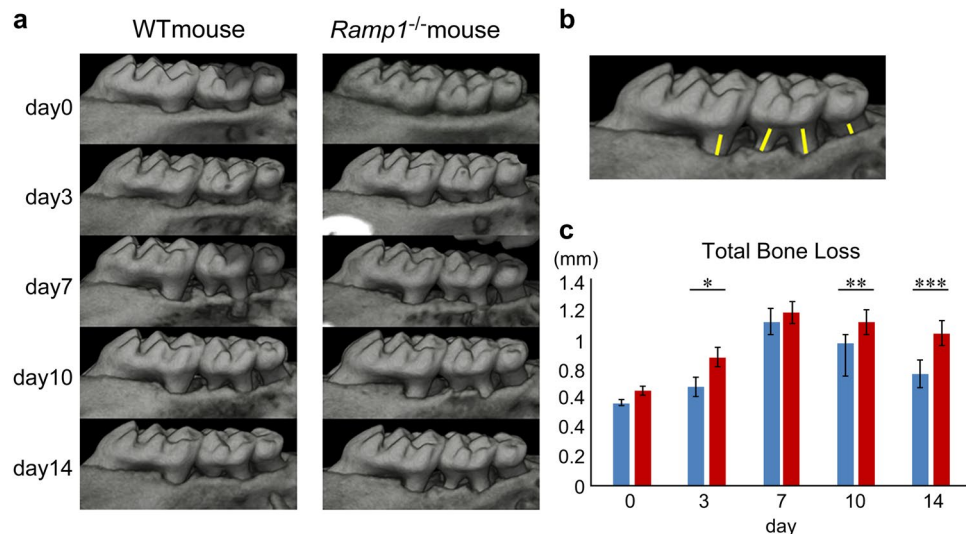 a
WTmouse
Ramp1-/-mouse
day0
day3
day7
day10
day14
b
c
Total Bone Loss
(mm)
1.4
1.2
1
0.8
0.4
0.4
0.2
0
*
**
***
0 3 7 10 14
day